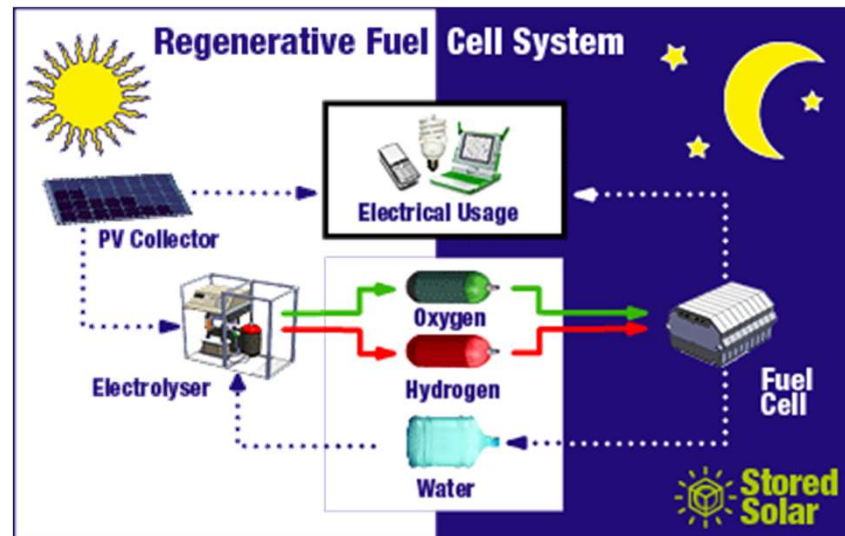 Regenerative Fuel Cell System
Electrical Usage
PV Collector
Oxygen
Electrolyser
Hydrogen
Fuel
Cell
Water
Stored
Solar